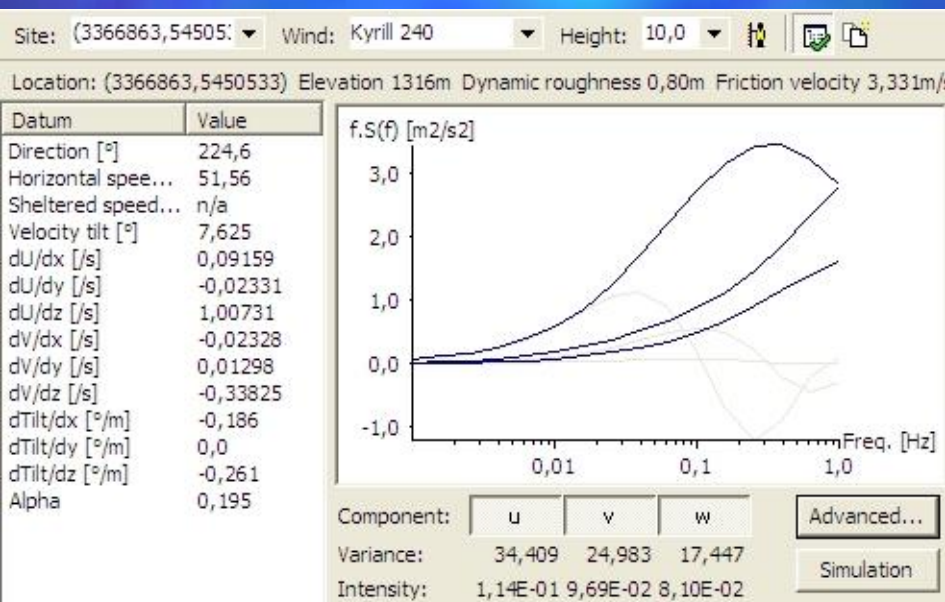 Site: (3366863,54505: Wind: Kyrill 240 Height: 10,0
Location: (3366863,5450533) Elevation 1316m Dynamic roughness 0,80m Friction velocity 3,331m/s
Datum Value
Direction [°] 224,6
Horizontal spee... 51,56
Sheltered speed... n/a
Velocity tilt [°] 7,625
dU/dx [/s] 0,09159
dU/dy [/s] -0,02331
dU/dz [/s] 1,00731
dV/dx [/s] -0,02328
dV/dy [/s] 0,01298
dV/dz [/s] -0,33825
dTilt/dx [°/m] -0,186
dTilt/dy [°/m] 0,0
dTilt/dz [°/m] -0,261
Alpha 0,195
f.S(f) [m2/s2]
3,0
2,0
1,0
0,0
-1,0
Freq. [Hz]
0,01 0,1 1,0
Component: u v w Advanced...
Variance: 34,409 24,983 17,447
Simulation
Intensity: 1,14E-01 9,69E-02 8,10E-02